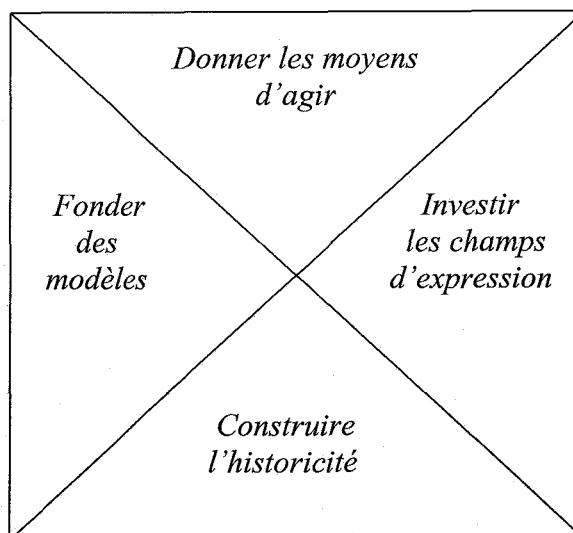 Donner les moyens
d'agir
Fonder
des
modèles
Investir
les champs
d'expression
Construire
l'historicité